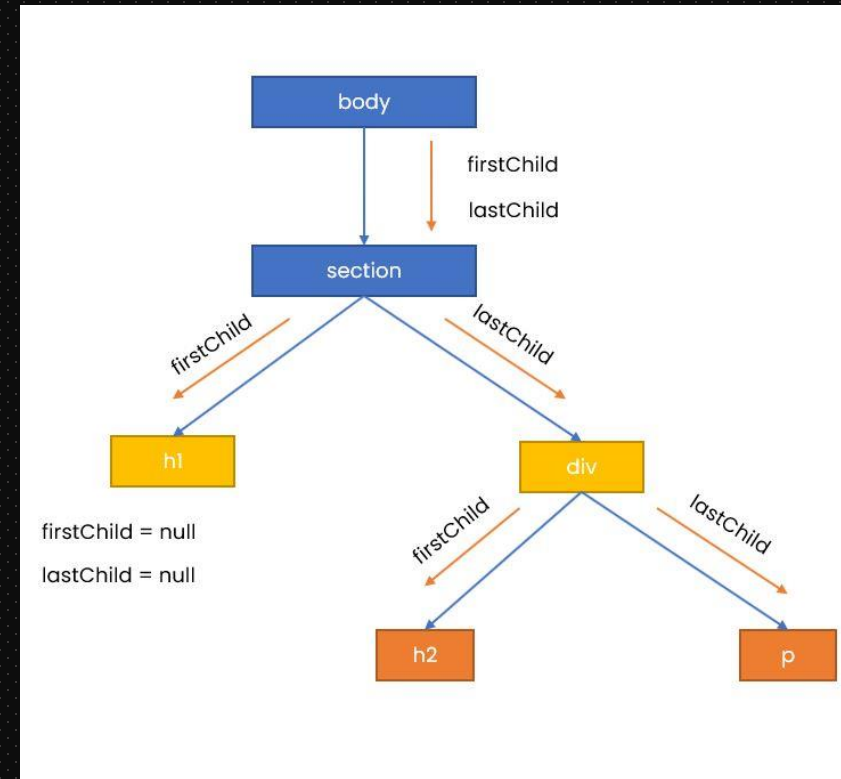 body
firstChild
lastChild
section
firstChild
lastChild
h1
div
firstChild = null
lastChild = null
firstChild
lastChild
h2
p